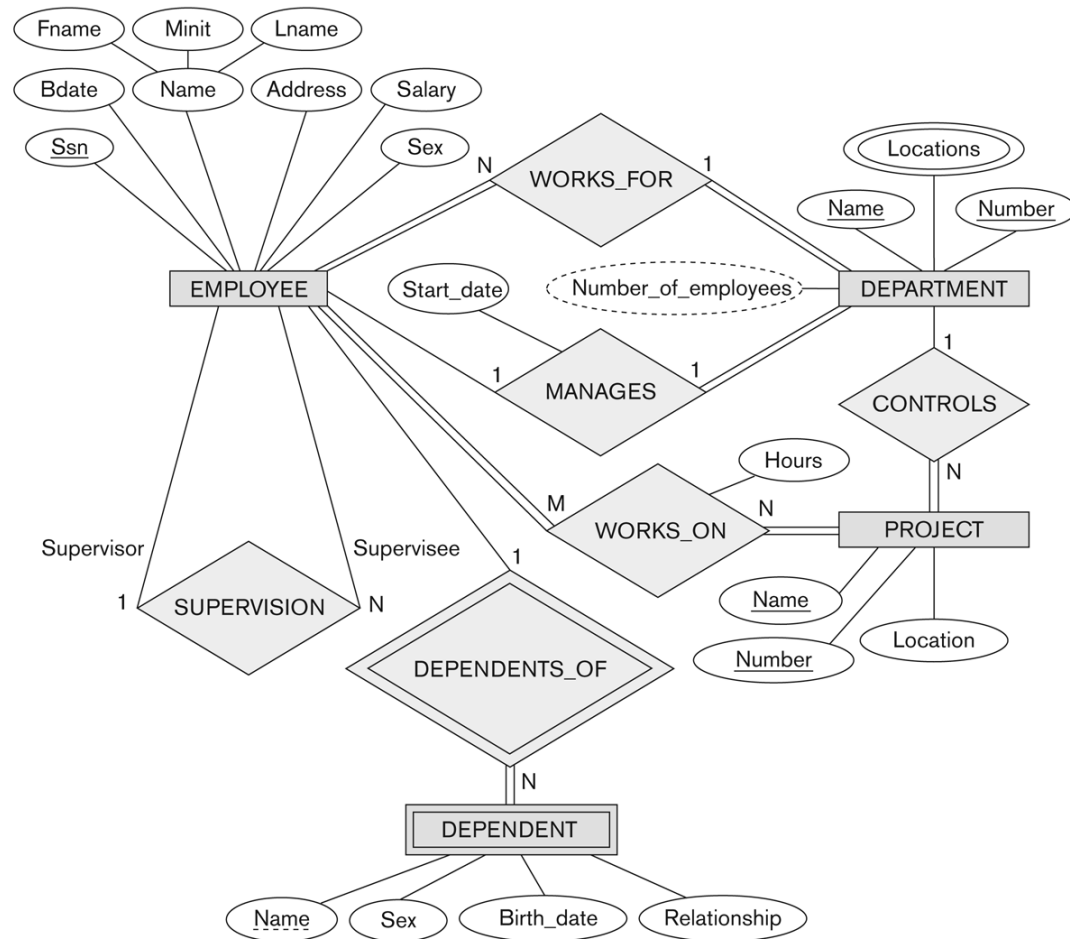 Fname
Minit
Lname
Bdate
Name
Address
Salary
Ssn
Sex
N
WORKS_FOR
1
Locations
Name
Number
EMPLOYEE
Start_date
Number_of_employees
DEPARTMENT
1
MANAGES
1
1
CONTROLS
N
Hours
M
WORKS_ON
N
PROJECT
Supervisor
Supervisee
1
SUPERVISION
N
1
Name
Number
Location
DEPENDENTS_OF
N
DEPENDENT
Name
Sex
Birth_date
Relationship